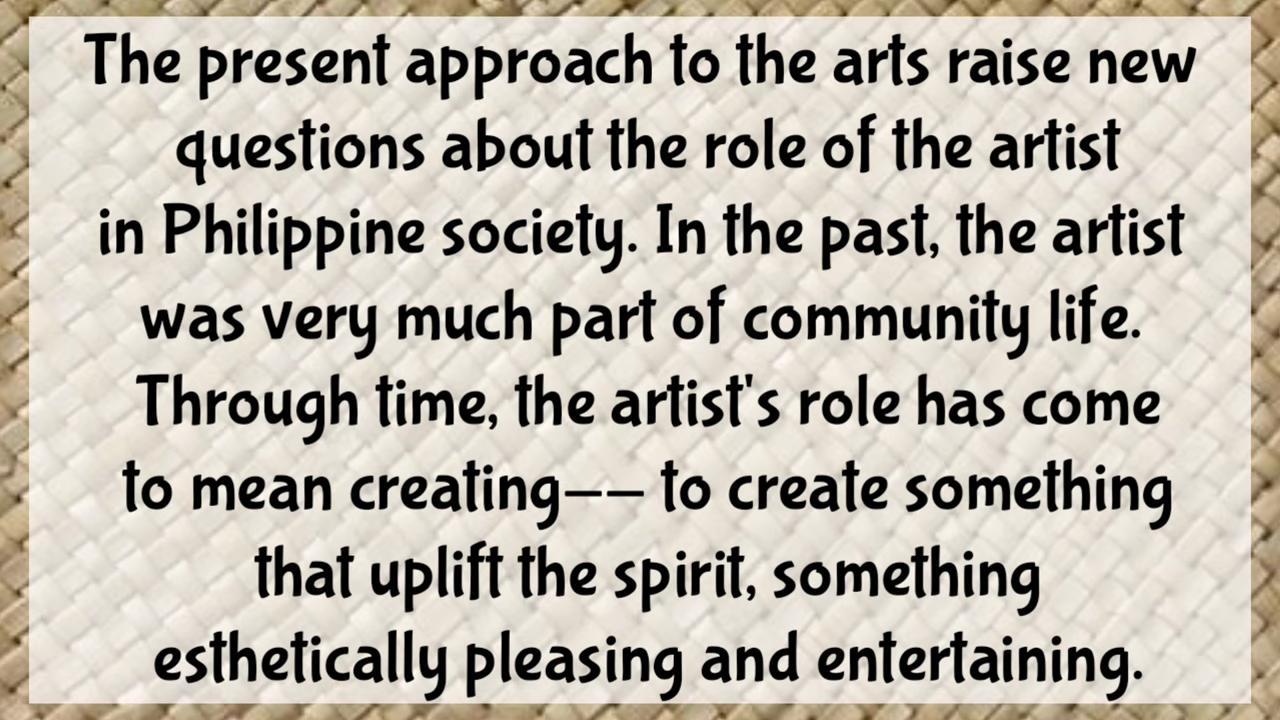 The present approach to the arts raise new
questions about the role of the artist
in Philippine society. In the past, the artist
was very much part of community life.
Through time, the artist's role has come
to mean creating–– to create something
that uplift the spirit, something
esthetically pleasing and entertaining.